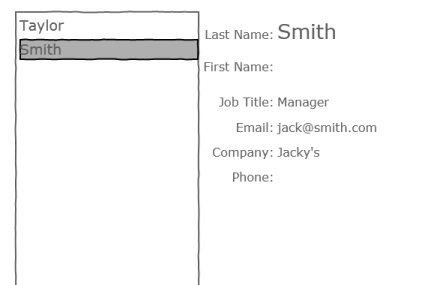 Taylor
Smith
Last Name: Smith
First Name:
Job Title: Manager
Email: jack@smith.com
Company: Jacky's
Phone: